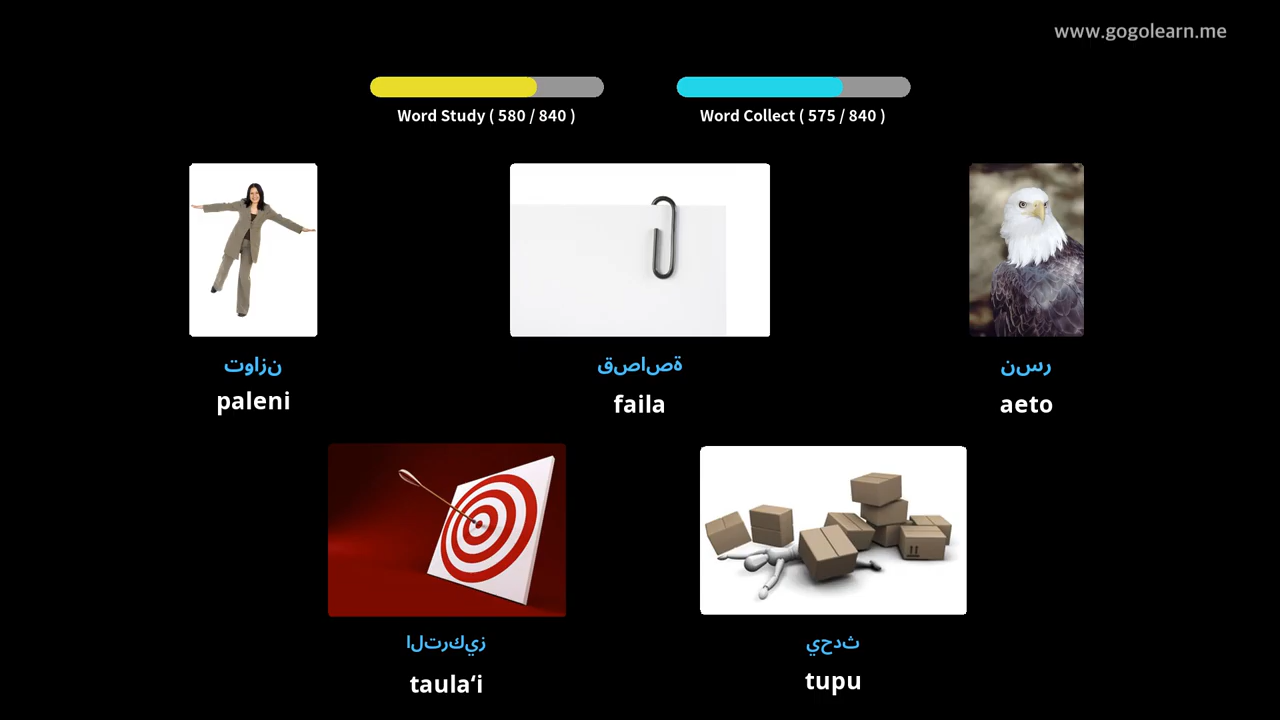 www.gogolearn.me
Word Study ( 580 / 840 )
Word Collect ( 575 / 840 )
توازن
قصاصة
نسر
paleni
faila
aeto
التركيز
يحدث
taulaʻi
tupu